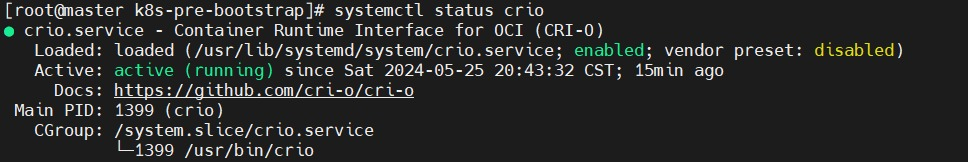 [root@master k8s-pre-bootstrap]# systemctl status crio
● crio.service - Container Runtime Interface for OCI (CRI-O)
   Loaded: loaded (/usr/lib/systemd/system/crio.service; enabled; vendor preset: disabled)
   Active: active (running) since Sat 2024-05-25 20:43:32 CST; 15min ago
     Docs: https://github.com/cri-o/cri-o
 Main PID: 1399 (crio)
   CGroup: /system.slice/crio.service
           └─1399 /usr/bin/crio